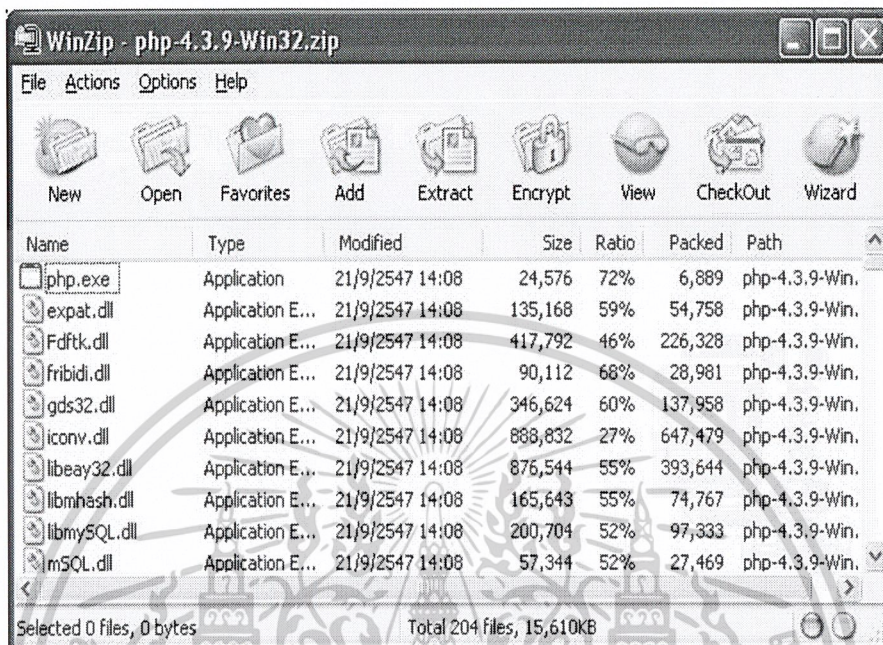 WinZip - php-4.3.9-Win32.zip
File Actions Options Help
New Open Favorites Add Extract Encrypt View CheckOut Wizard
Name Type Modified Size Ratio Packed Path
php.exe Application 21/9/2547 14:08 24,576 72% 6,889 php-4.3.9-Win.
expat.dll Application E... 21/9/2547 14:08 135,168 59% 54,758 php-4.3.9-Win.
Fdftk.dll Application E... 21/9/2547 14:08 417,792 46% 226,328 php-4.3.9-Win.
fribidi.dll Application E... 21/9/2547 14:08 90,112 68% 28,981 php-4.3.9-Win.
gds32.dll Application E... 21/9/2547 14:08 346,624 60% 137,958 php-4.3.9-Win.
iconv.dll Application E... 21/9/2547 14:08 888,832 27% 647,479 php-4.3.9-Win.
libeay32.dll Application E... 21/9/2547 14:08 876,544 55% 393,644 php-4.3.9-Win.
libmhash.dll Application E... 21/9/2547 14:08 165,643 55% 74,767 php-4.3.9-Win.
libmySQL.dll Application E... 21/9/2547 14:08 200,704 52% 97,333 php-4.3.9-Win.
mSQL.dll Application E... 21/9/2547 14:08 57,344 52% 27,469 php-4.3.9-Win.
Selected 0 files, 0 bytes Total 204 files, 15,610KB